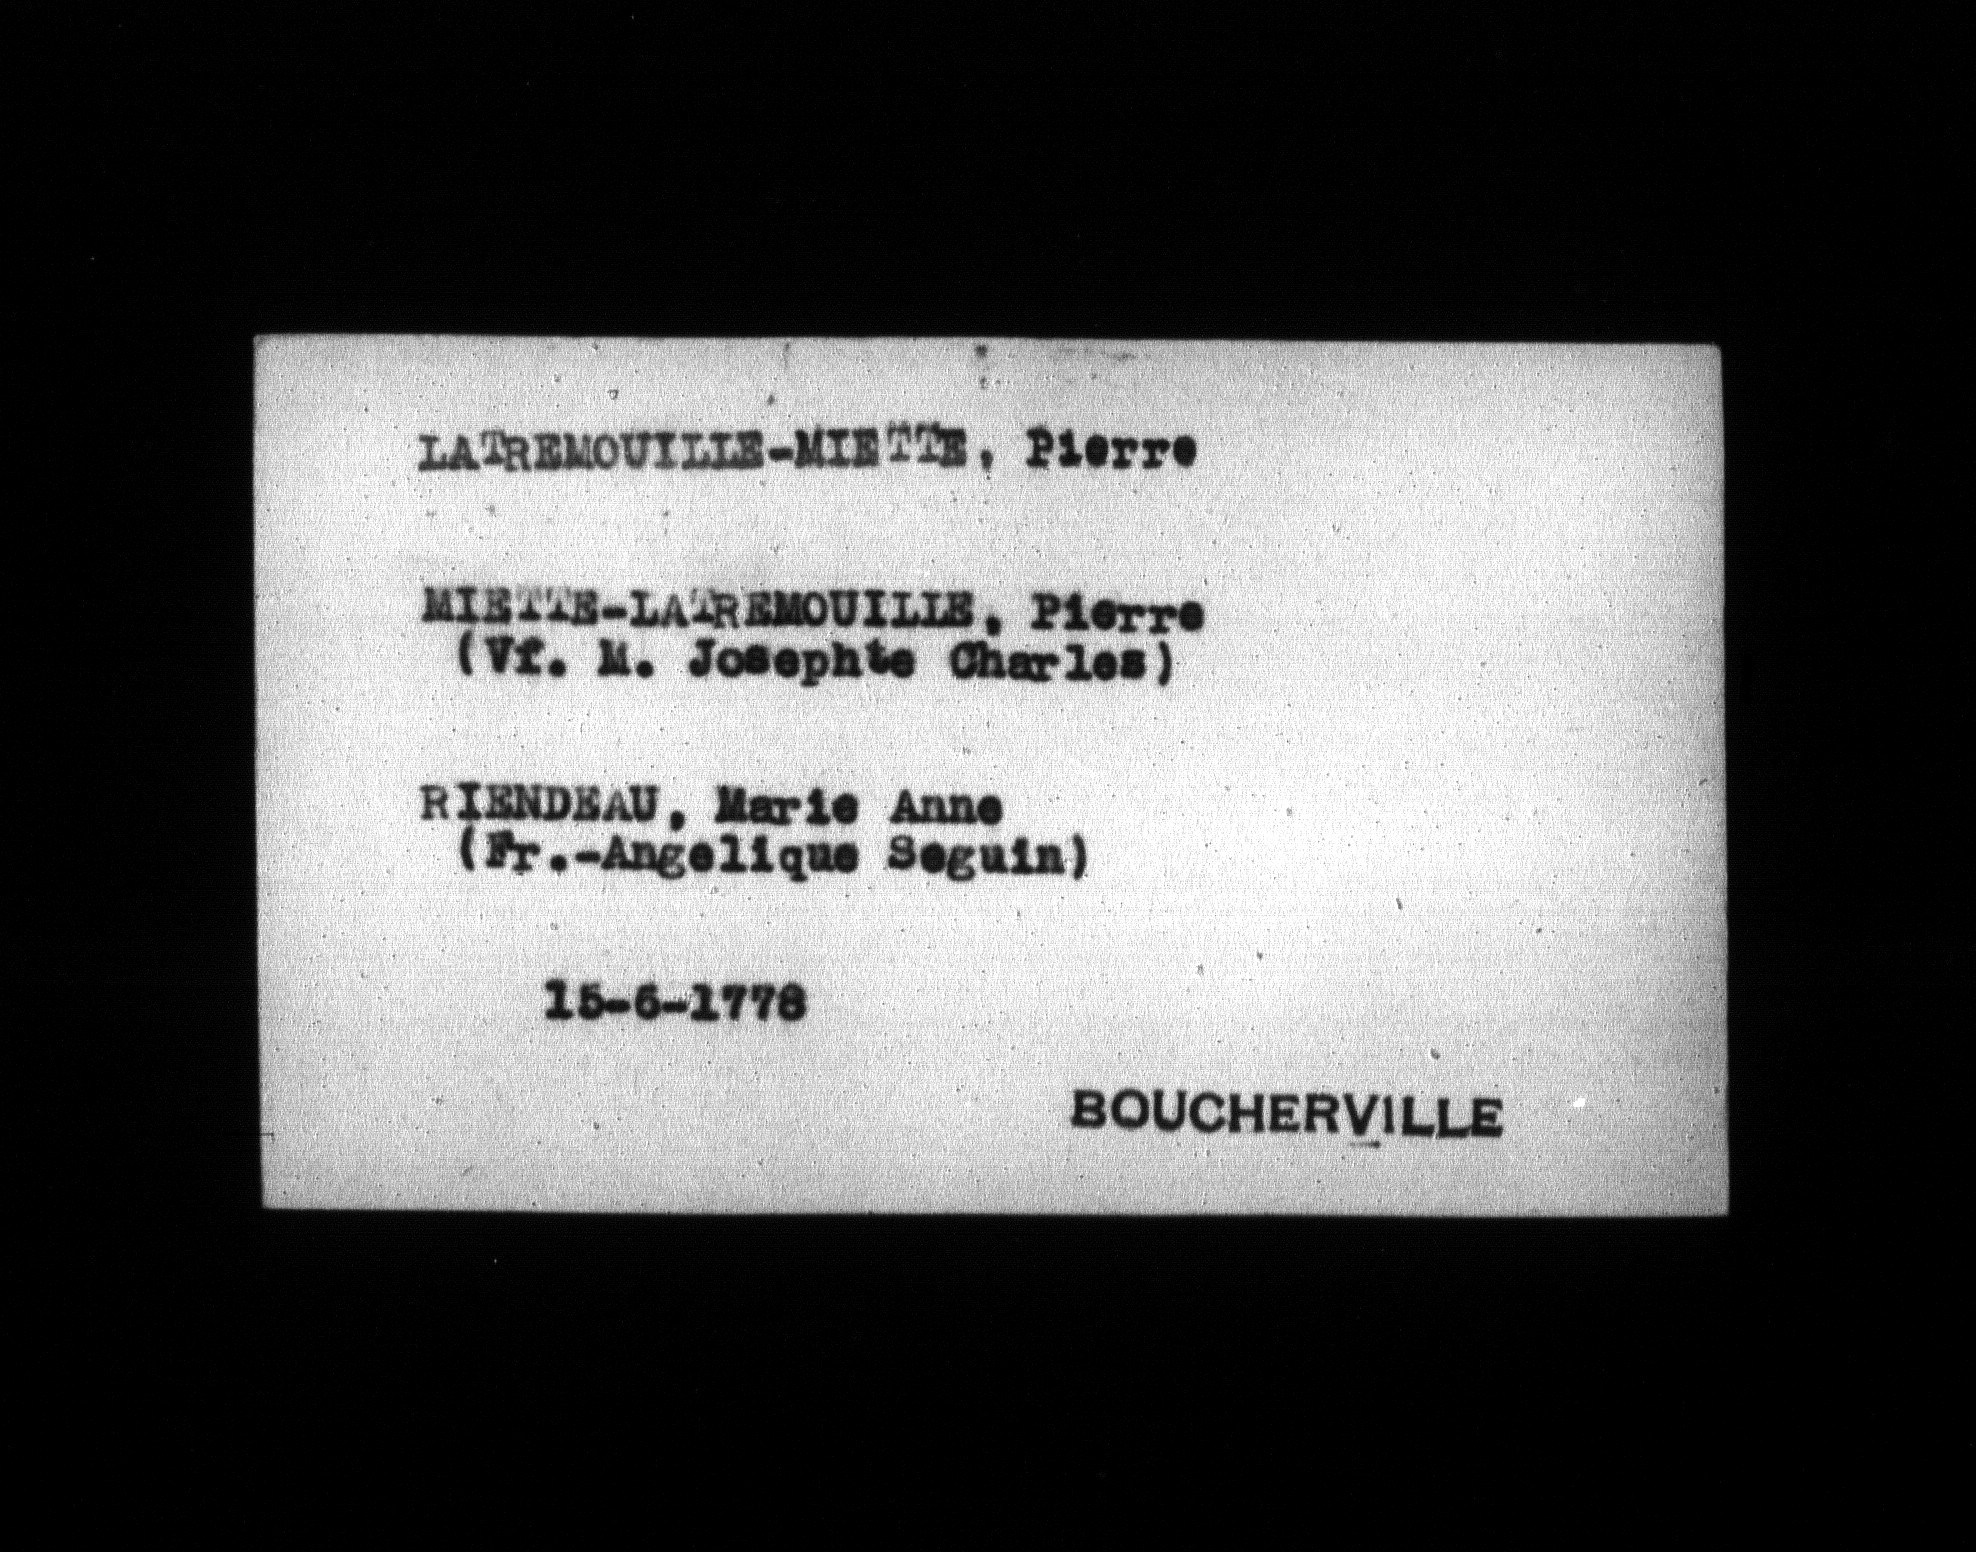 LATREMOUILLE-MIETTE, Pierre
MIETTE-LATREMOUILLE, Pierre
(Vf. M. Josephte Charles)
RIENDEAU, Marie Anne
(Fr.-Angelique Seguin)
15-6-1778
BOUCHERVILLE